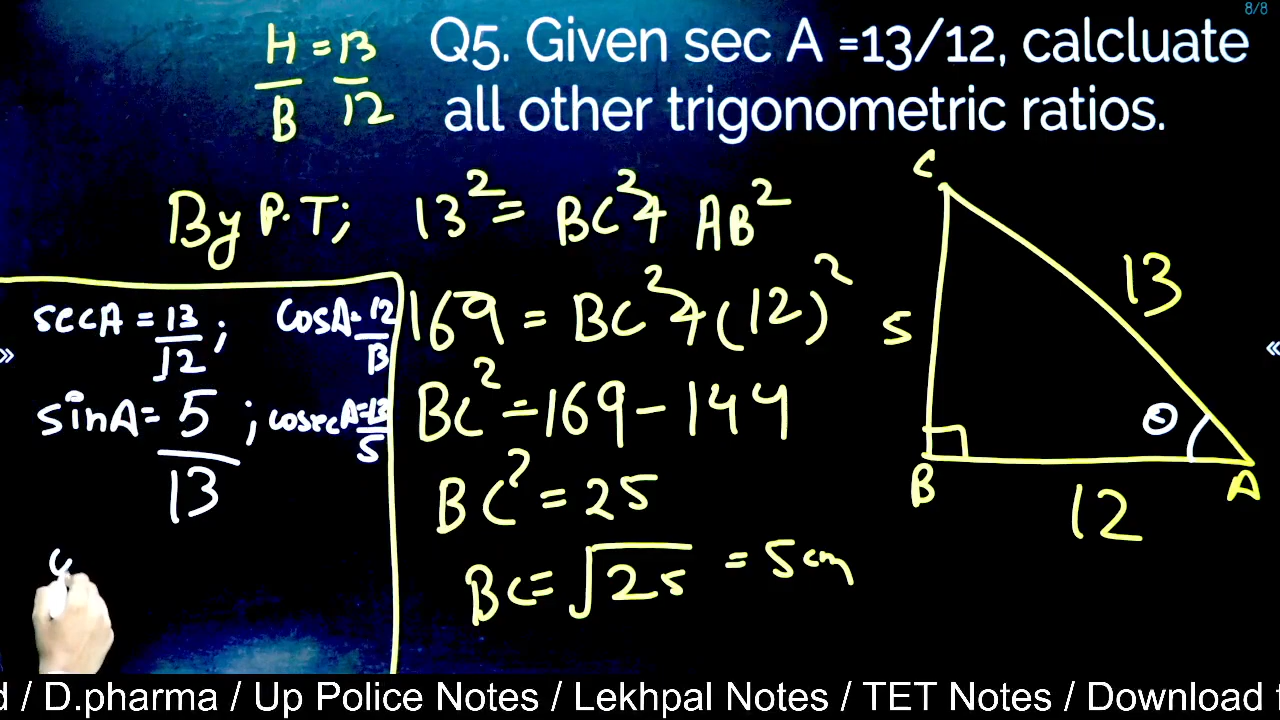 8/8
Q5. Given sec A =13/12, calcluate
all other trigonometric ratios.
H/B = 13/12
By P.T; 13² = BC² + AB²
169 = BC² + (12)²
BC² = 169 - 144
BC² = 25
BC = √25 = 5cm
secA = 13/12 ; cosA = 12/13
sinA = 5/13 ; cosecA = 13/5
C
13
5
θ
B
12
A
/ D.pharma / Up Police Notes / Lekhpal Notes / TET Notes / Download